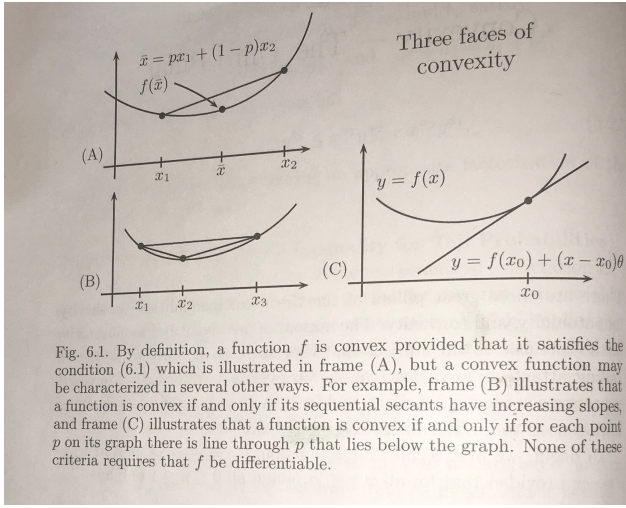 Three faces of
convexity
x̄ = px₁ + (1 − p)x₂
f(x̄)
(A)
x₁ x̄ x₂
(B)
x₁ x₂ x₃
y = f(x)
(C)
y = f(x₀) + (x − x₀)θ
x₀
Fig. 6.1. By definition, a function f is convex provided that it satisfies the
condition (6.1) which is illustrated in frame (A), but a convex function may
be characterized in several other ways. For example, frame (B) illustrates that
a function is convex if and only if its sequential secants have increasing slopes,
and frame (C) illustrates that a function is convex if and only if for each point
p on its graph there is line through p that lies below the graph. None of these
criteria requires that f be differentiable.